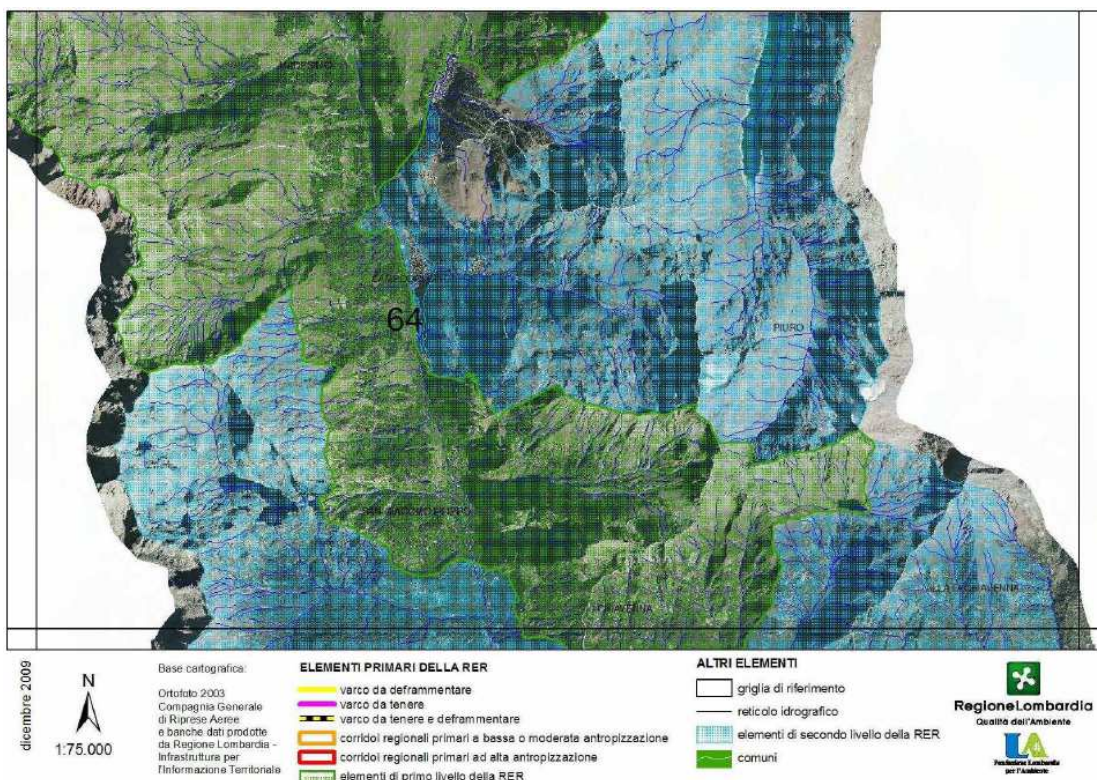 64
PIURO
dicembre 2009
N
1:75.000
Base cartografica:
Ortofoto 2003
Compagnia Generale
di Riprese Aeree
e banche dati prodotte
da Regione Lombardia -
Infrastruttura per
l'Informazione Territoriale
ELEMENTI PRIMARI DELLA RER
varco da deframmentare
varco da tenere
varco da tenere e deframmentare
corridoi regionali primari a bassa o moderata antropizzazione
corridoi regionali primari ad alta antropizzazione
elementi di primo livello della RER
ALTRI ELEMENTI
griglia di riferimento
reticolo idrografico
elementi di secondo livello della RER
comuni
RegioneLombardia
Qualità dell'Ambiente
Fondazione Lombardia
per l'Ambiente